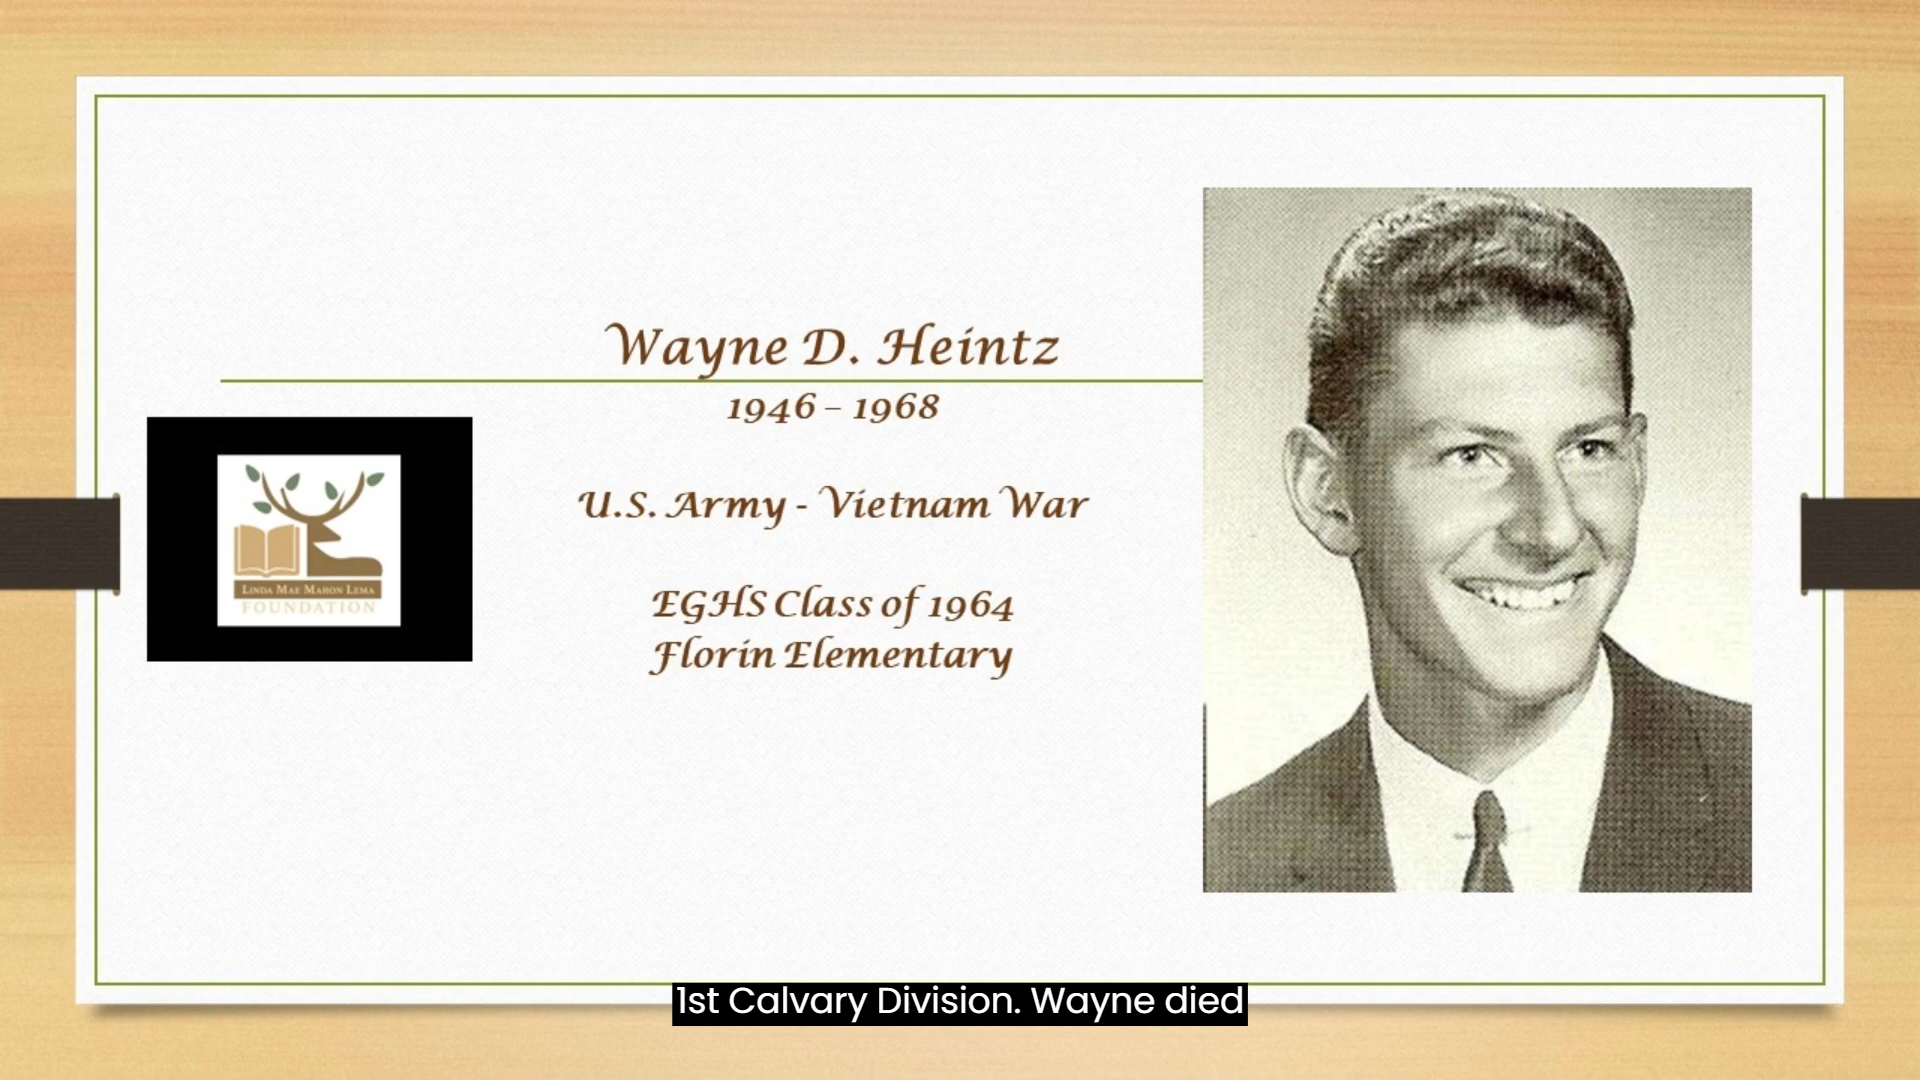 Wayne D. Heintz
1946 – 1968
U.S. Army - Vietnam War
EGHS Class of 1964
Florin Elementary
LINDA MAE MAHON LEMA
FOUNDATION
1st Calvary Division. Wayne died